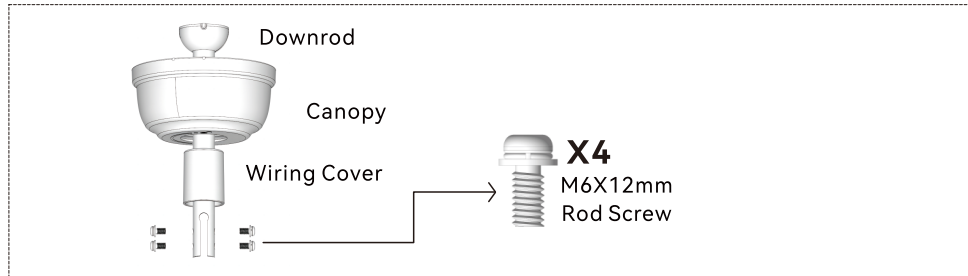 Downrod
Canopy
Wiring Cover
X4
M6X12mm
Rod Screw